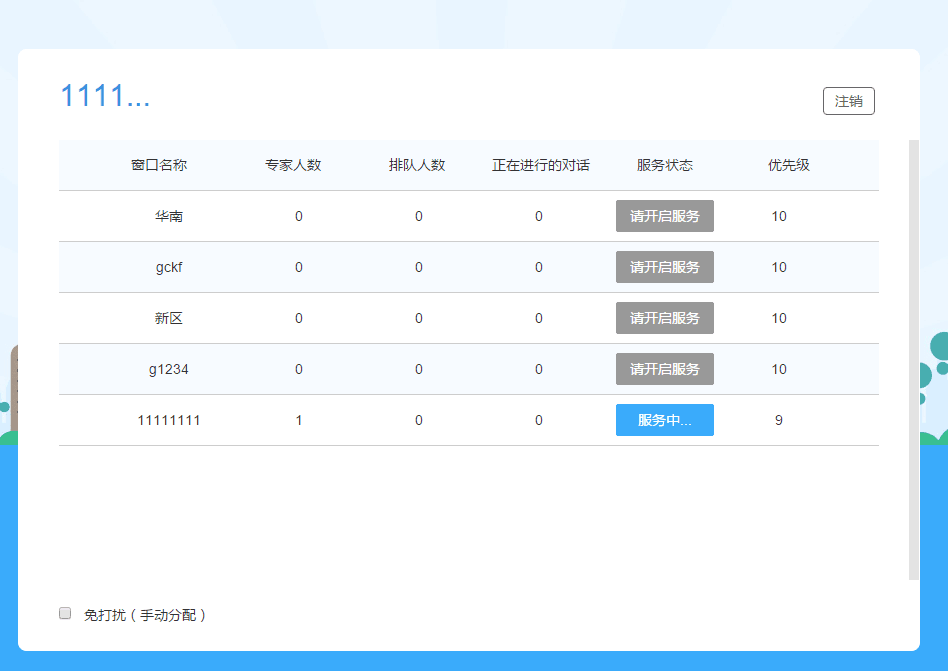 1111...
注销
窗口名称 专家人数 排队人数 正在进行的对话 服务状态 优先级
华南 0 0 0 请开启服务 10
gckf 0 0 0 请开启服务 10
新区 0 0 0 请开启服务 10
g1234 0 0 0 请开启服务 10
11111111 1 0 0 服务中... 9
免打扰（手动分配）